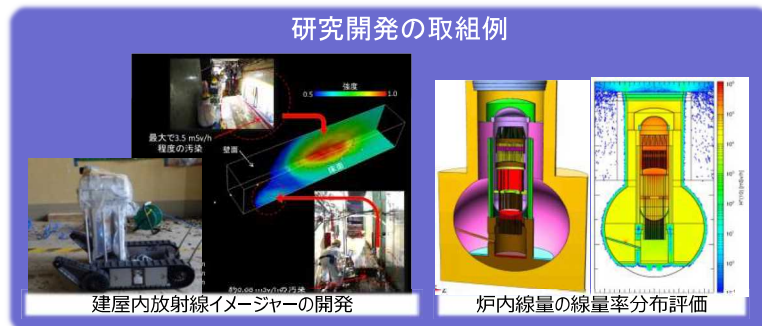 研究開発の取組例
強度
0.5
1.0
最大で3.5 mSv/h
程度の汚染
壁面
床面
建屋内放射線イメージャーの開発
炉内線量の線量率分布評価